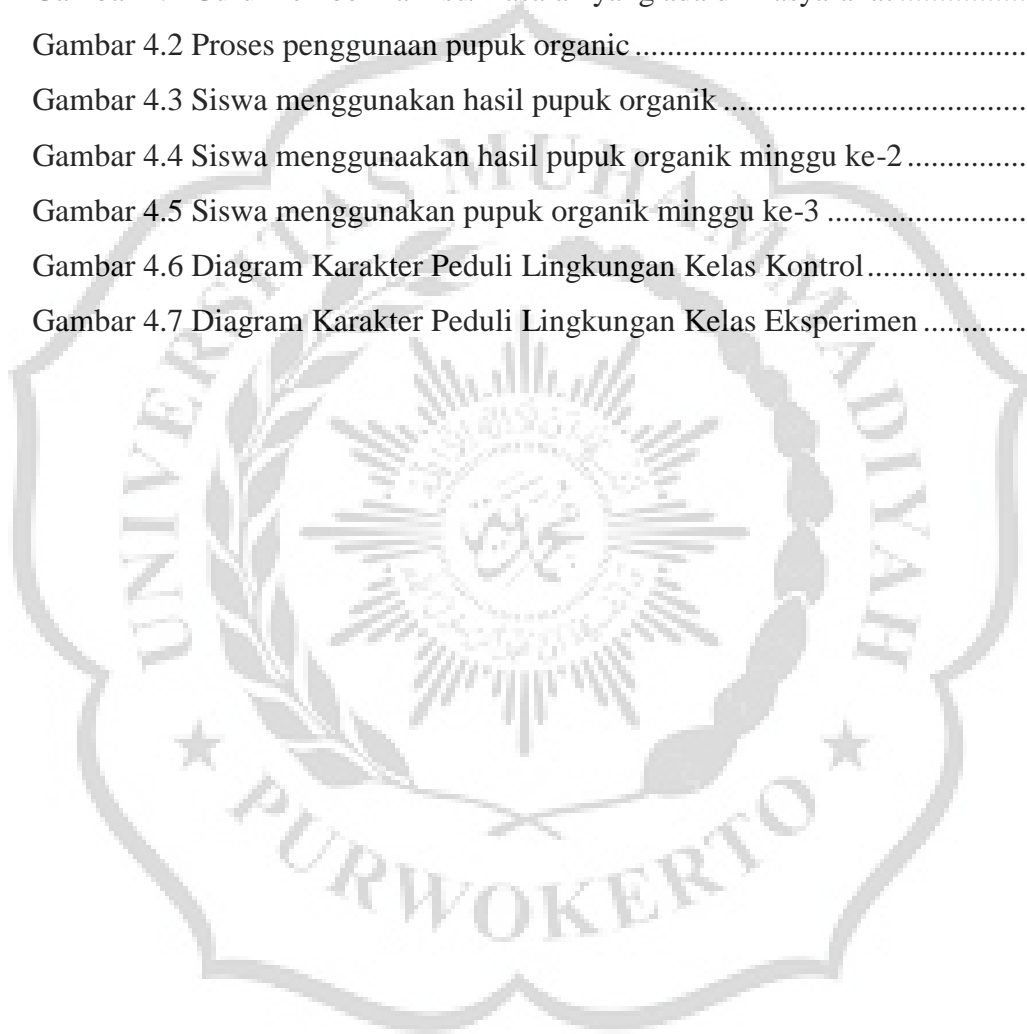 Gambar 4.2 Proses penggunaan pupuk organic ................................................
Gambar 4.3 Siswa menggunakan hasil pupuk organik .....................................
Gambar 4.4 Siswa menggunaakan hasil pupuk organik minggu ke-2 ..............
Gambar 4.5 Siswa menggunakan pupuk organik minggu ke-3 ........................
Gambar 4.6 Diagram Karakter Peduli Lingkungan Kelas Kontrol ...................
Gambar 4.7 Diagram Karakter Peduli Lingkungan Kelas Eksperimen ............
UNIVERSITAS MUHAMMADIYAH
PURWOKERTO